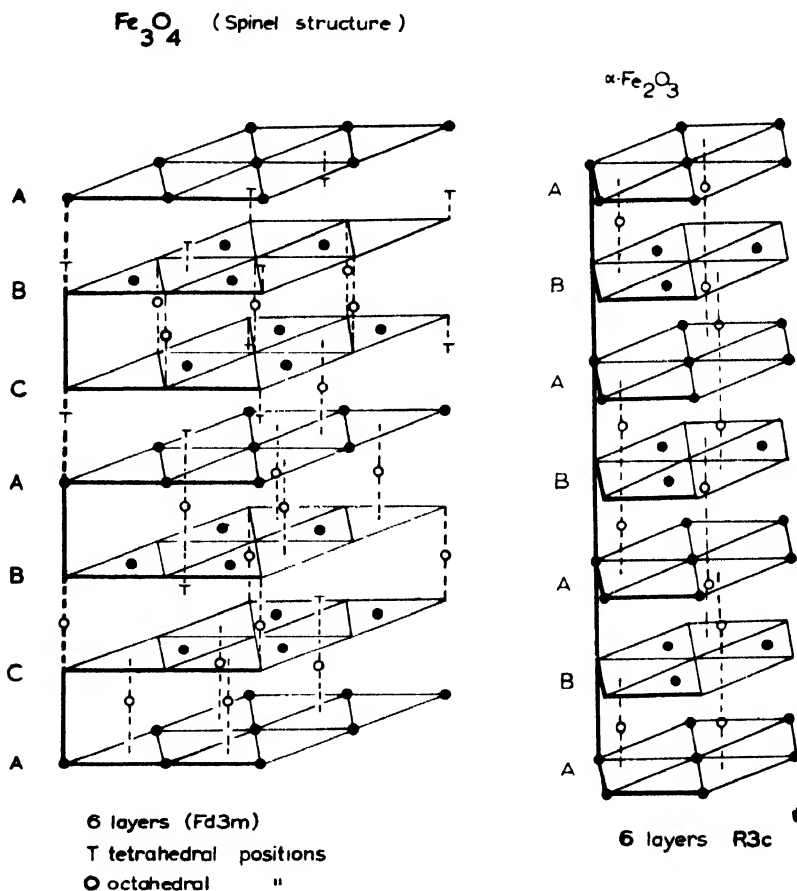 Fe3O4 (Spinel structure)
α-Fe2O3
A
B
C
A
B
C
A
A
B
A
B
A
B
A
6 layers (Fd3m)
T tetrahedral positions
O octahedral "
6 layers R3c